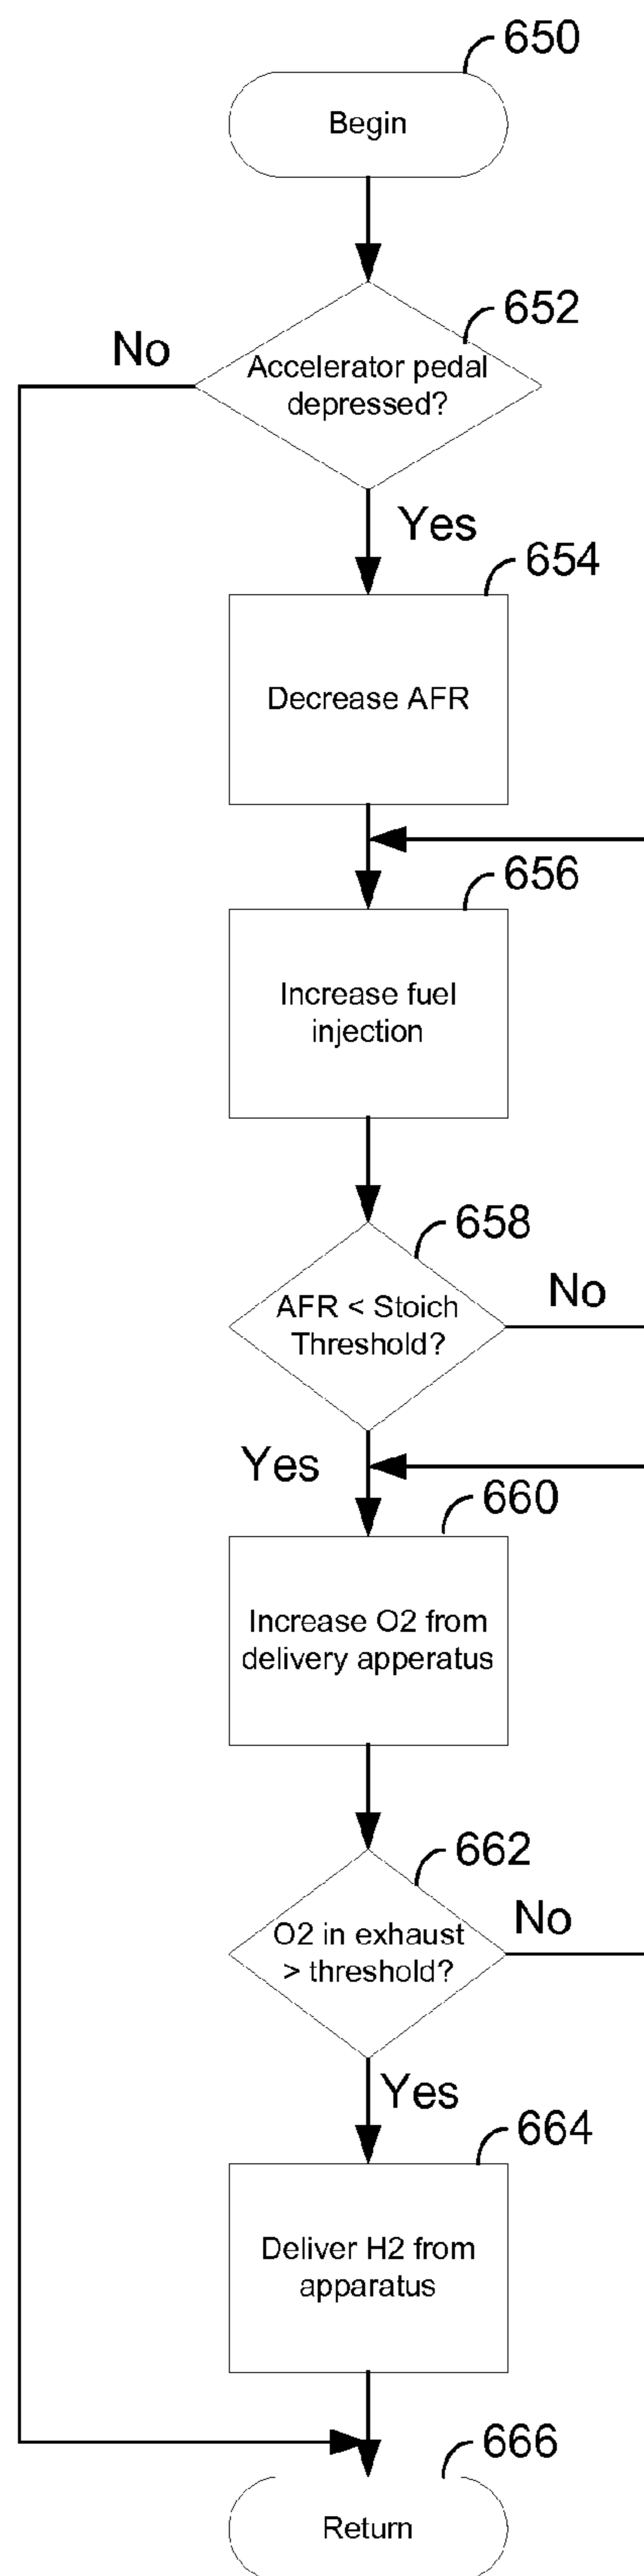 650
Begin
652
No
Accelerator pedal
depressed?
Yes
654
Decrease AFR
656
Increase fuel
injection
658
No
AFR < Stoich
Threshold?
Yes
660
Increase O2 from
delivery apperatus
662
No
O2 in exhaust
> threshold?
Yes
664
Deliver H2 from
apparatus
666
Return